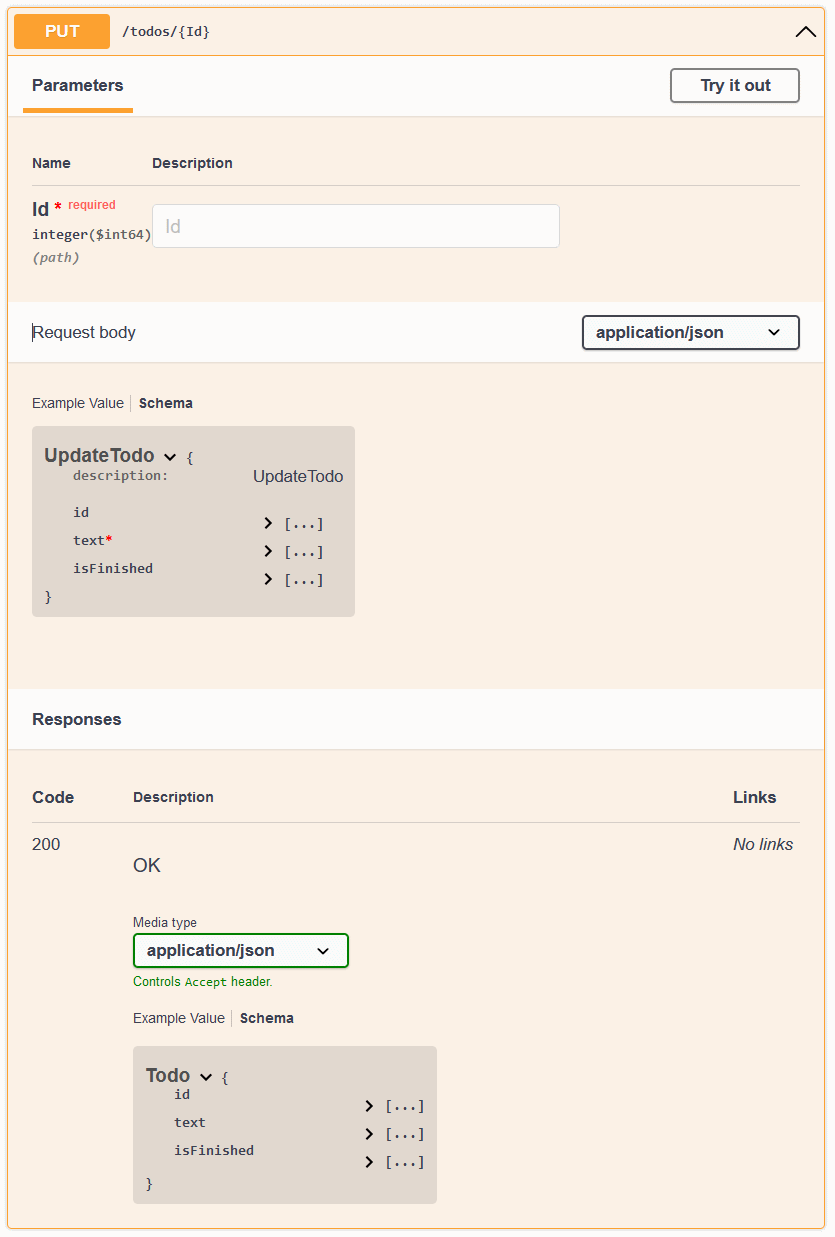 PUT /todos/{Id}
Parameters Try it out
Name Description
Id * required
Id
integer($int64)
(path)
Request body application/json
Example Value Schema
UpdateTodo {
description: UpdateTodo
id [...]
text* [...]
isFinished [...]
}
Responses
Code Description Links
200 No links
OK
Media type
application/json
Controls Accept header.
Example Value Schema
Todo {
id [...]
text [...]
isFinished [...]
}